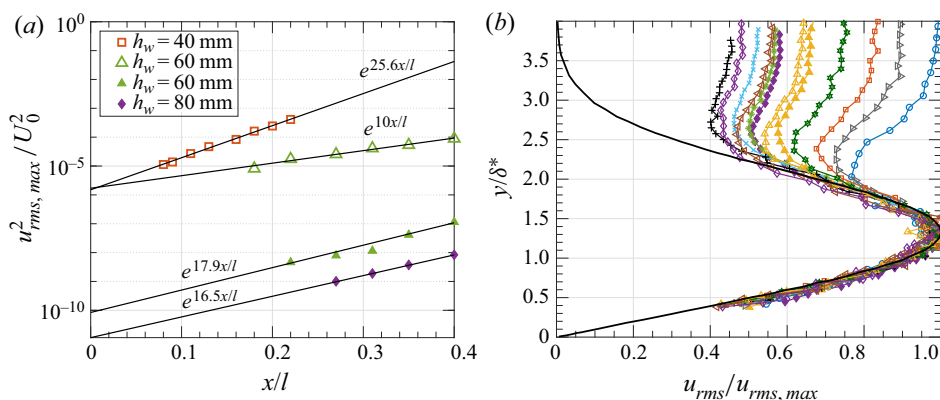 (a)
h_w = 40 mm
h_w = 60 mm
h_w = 60 mm
h_w = 80 mm
e^{25.6x/l}
e^{10x/l}
e^{17.9x/l}
e^{16.5x/l}
10^0
10^{-5}
10^{-10}
u^2_{rms, max} / U_0^2
0 0.1 0.2 0.3 0.4
x/l
(b)
3.5
3.0
2.5
2.0
1.5
1.0
0.5
0
y/δ*
0 0.2 0.4 0.6 0.8 1.0
u_{rms}/u_{rms, max}